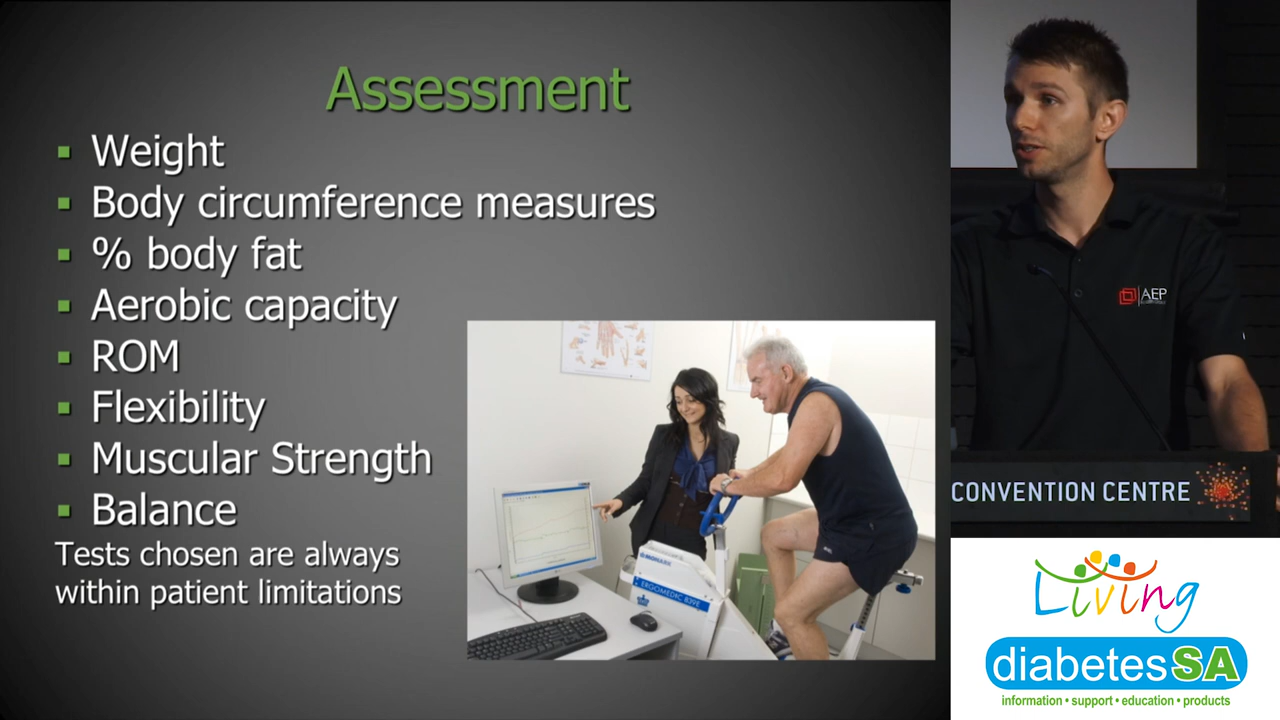 Assessment
Weight
Body circumference measures
% body fat
Aerobic capacity
ROM
Flexibility
Muscular Strength
Balance
Tests chosen are always
within patient limitations
MONARK
ERGOMEDIC 839E
AEP
CONVENTION CENTRE
Living
diabetesSA
information • support • education • products